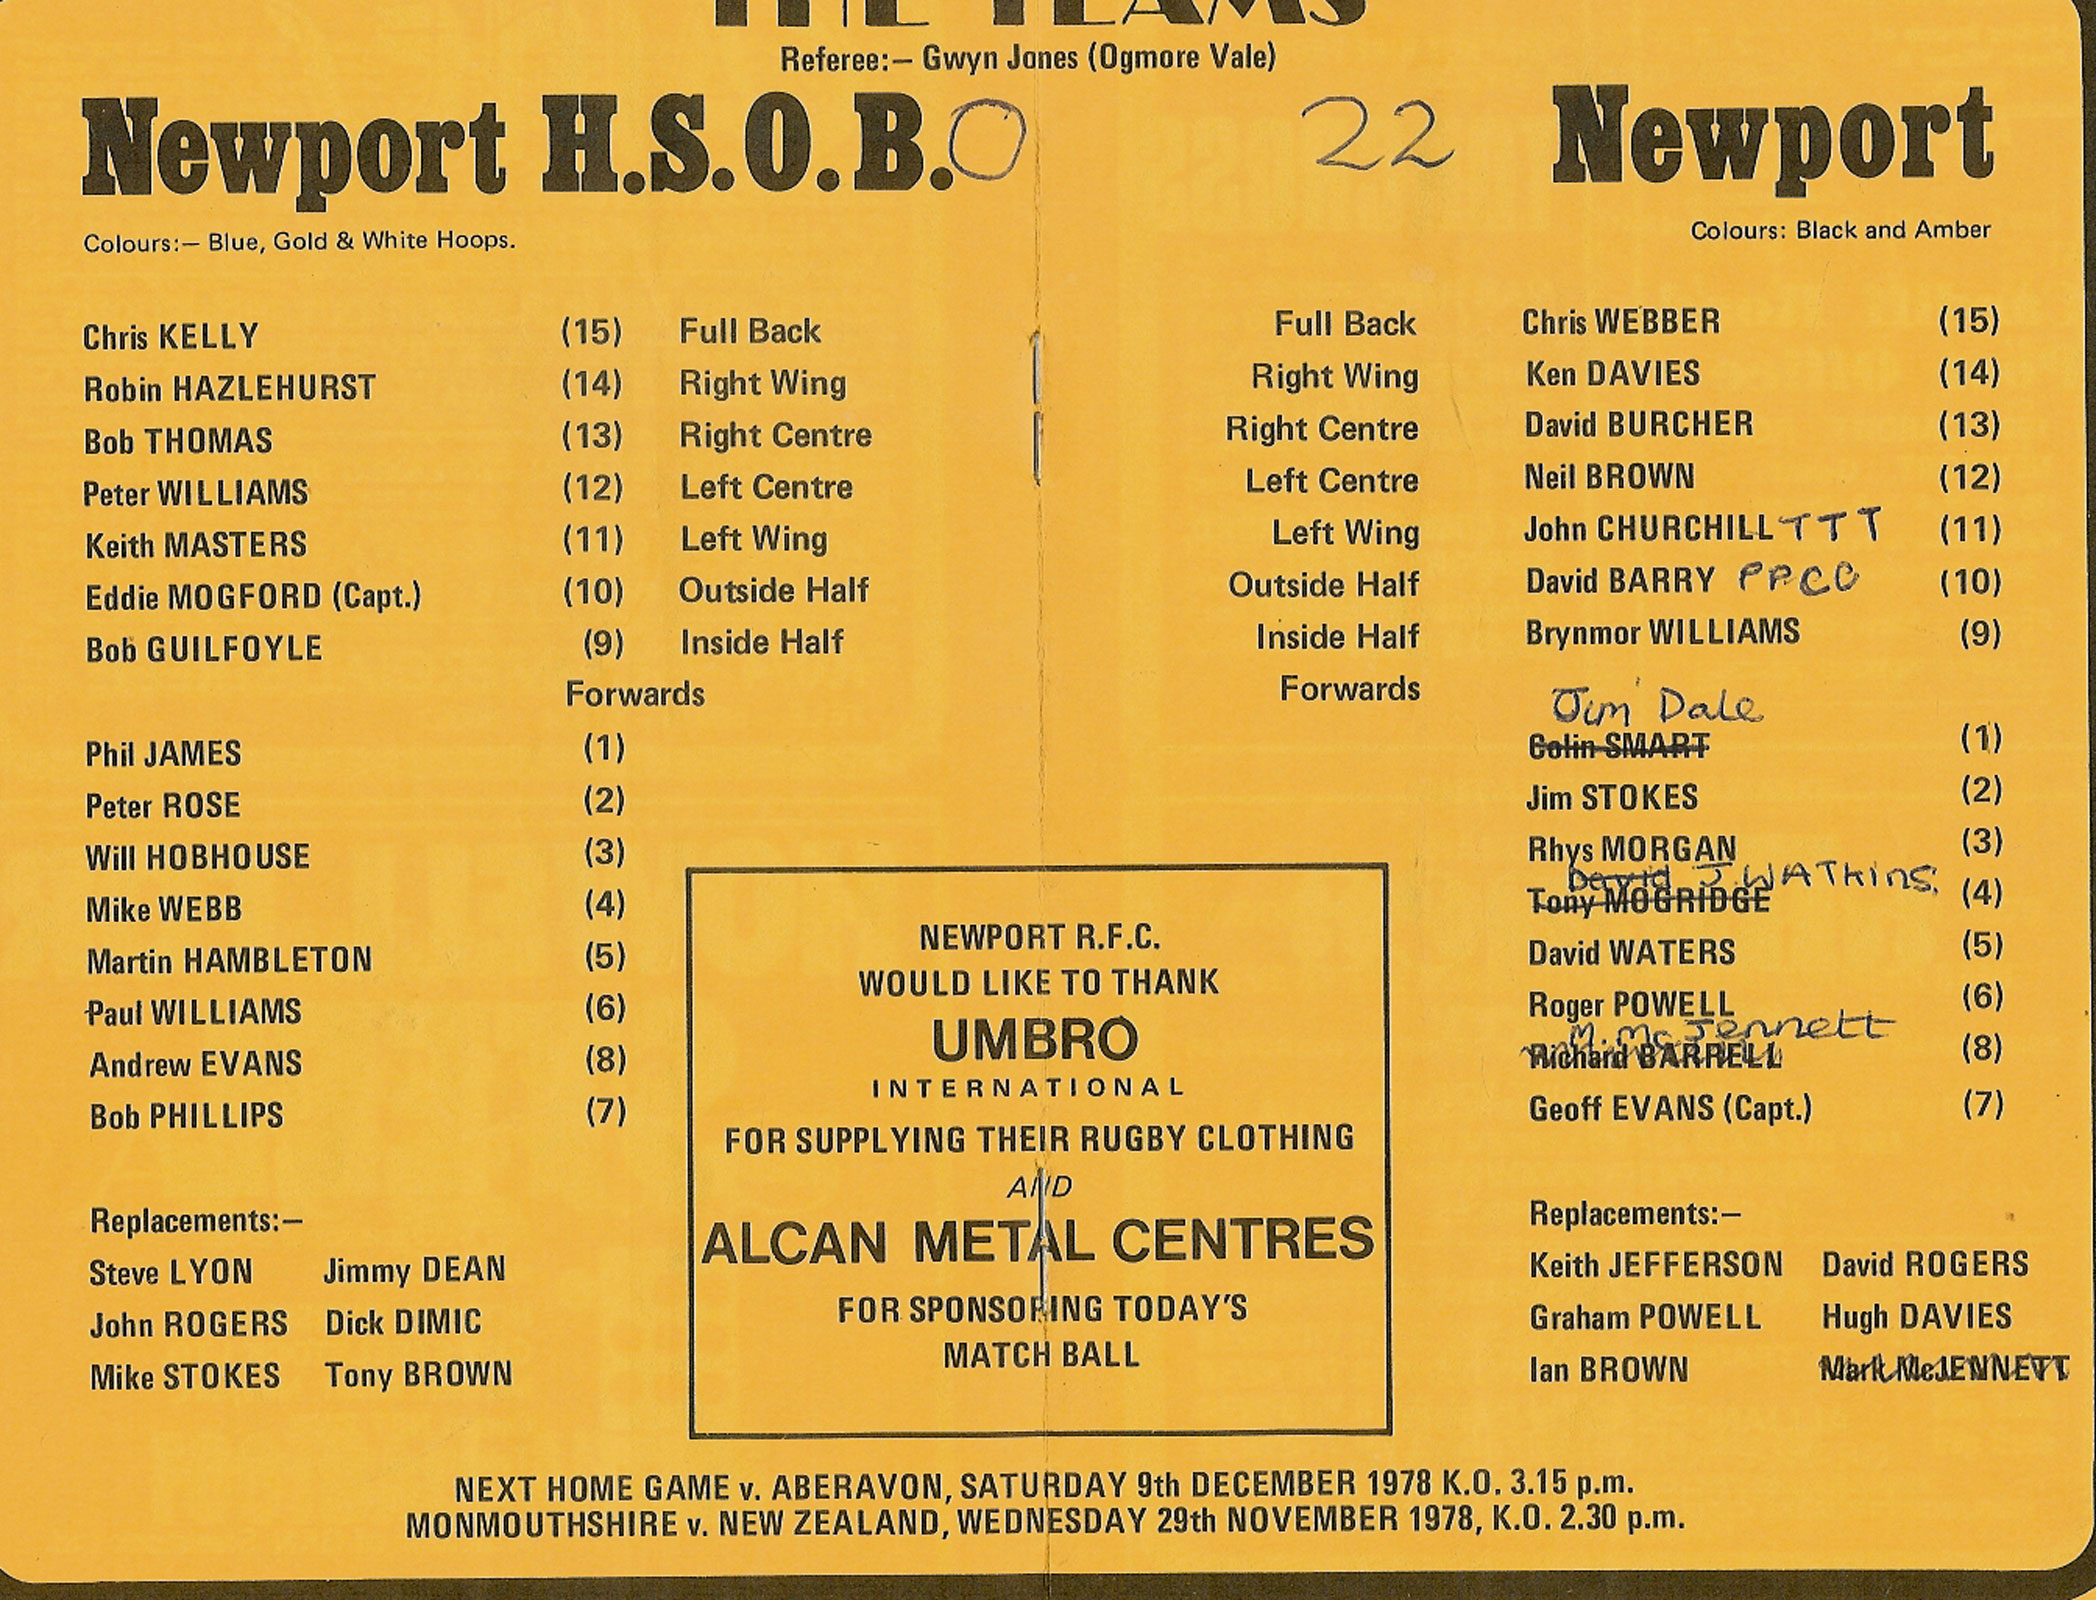 THE TEAMS
Referee:— Gwyn Jones (Ogmore Vale)
Newport H.S.O.B. 0
22 Newport
Colours:— Blue, Gold & White Hoops.
Colours: Black and Amber
Chris KELLY (15) Full Back
Robin HAZLEHURST (14) Right Wing
Bob THOMAS (13) Right Centre
Peter WILLIAMS (12) Left Centre
Keith MASTERS (11) Left Wing
Eddie MOGFORD (Capt.) (10) Outside Half
Bob GUILFOYLE (9) Inside Half
Forwards
Phil JAMES (1)
Peter ROSE (2)
Will HOBHOUSE (3)
Mike WEBB (4)
Martin HAMBLETON (5)
Paul WILLIAMS (6)
Andrew EVANS (8)
Bob PHILLIPS (7)
Replacements:—
Steve LYON Jimmy DEAN
John ROGERS Dick DIMIC
Mike STOKES Tony BROWN
Full Back Chris WEBBER (15)
Right Wing Ken DAVIES (14)
Right Centre David BURCHER (13)
Left Centre Neil BROWN (12)
Left Wing John CHURCHILL T T T (11)
Outside Half David BARRY P P C C (10)
Inside Half Brynmor WILLIAMS (9)
Forwards
Jim Dale
Colin SMART (1)
Jim STOKES (2)
Rhys MORGAN (3)
David J. WATKINS.
Tony MOGRIDGE (4)
David WATERS (5)
Roger POWELL (6)
M. McJennett
Richard BARRELL (8)
Geoff EVANS (Capt.) (7)
Replacements:—
Keith JEFFERSON David ROGERS
Graham POWELL Hugh DAVIES
Ian BROWN Mark McJENNETT
NEWPORT R.F.C.
WOULD LIKE TO THANK
UMBRO
INTERNATIONAL
FOR SUPPLYING THEIR RUGBY CLOTHING
AND
ALCAN METAL CENTRES
FOR SPONSORING TODAY'S
MATCH BALL
NEXT HOME GAME v. ABERAVON, SATURDAY 9th DECEMBER 1978 K.O. 3.15 p.m.
MONMOUTHSHIRE v. NEW ZEALAND, WEDNESDAY 29th NOVEMBER 1978, K.O. 2.30 p.m.